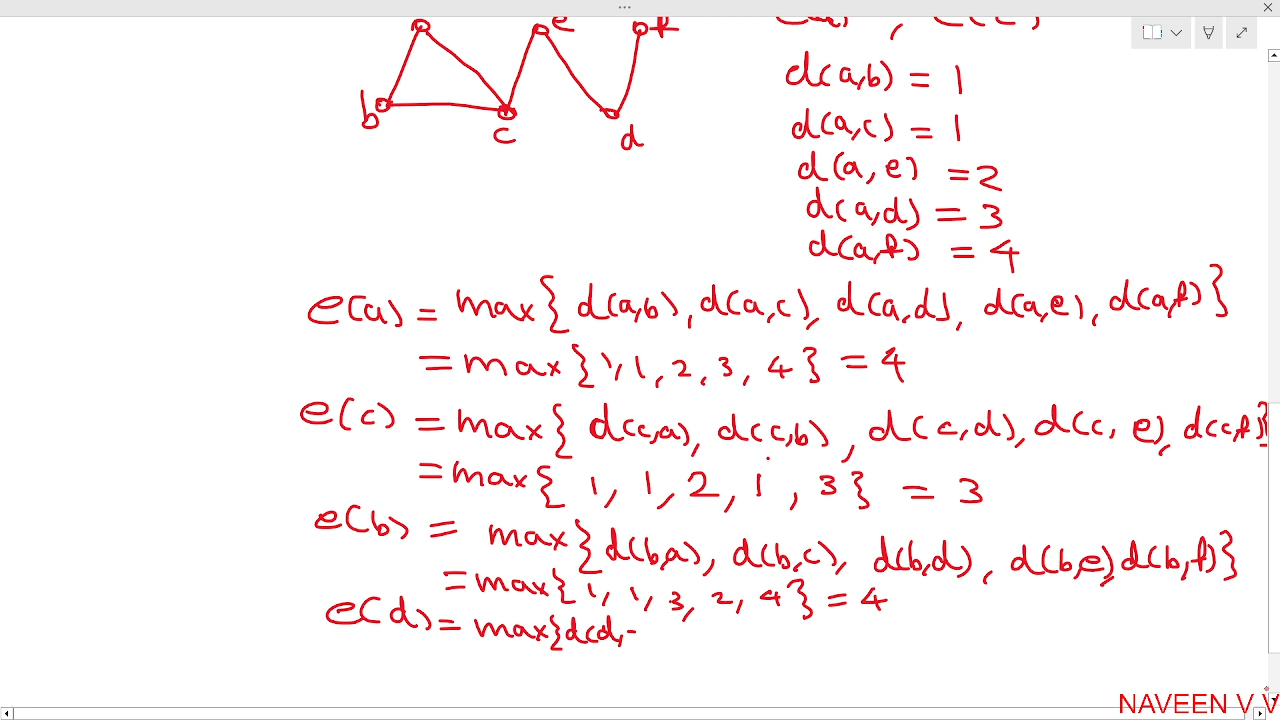 e f
b
c
d
d(a,b) = 1
d(a,c) = 1
d(a,e) = 2
d(a,d) = 3
d(a,f) = 4
e(a) = max{ d(a,b), d(a,c), d(a,d), d(a,e), d(a,f)}
= max{1,1,2,3,4} = 4
e(c) = max{ d(c,a), d(c,b), d(c,d), d(c,e), d(c,f)}
= max{ 1, 1, 2, 1, 3} = 3
e(b) = max{d(b,a), d(b,c), d(b,d), d(b,e), d(b,f)}
= max{ 1, 1, 3, 2, 4} = 4
e(d) = max{d(d,
NAVEEN V V